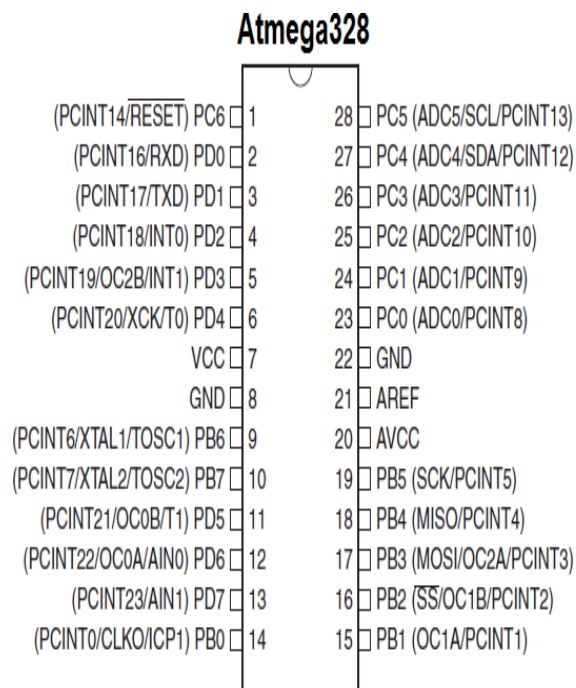 Atmega328
(PCINT14/RESET) PC6 1 28 PC5 (ADC5/SCL/PCINT13)
(PCINT16/RXD) PD0 2 27 PC4 (ADC4/SDA/PCINT12)
(PCINT17/TXD) PD1 3 26 PC3 (ADC3/PCINT11)
(PCINT18/INT0) PD2 4 25 PC2 (ADC2/PCINT10)
(PCINT19/OC2B/INT1) PD3 5 24 PC1 (ADC1/PCINT9)
(PCINT20/XCK/T0) PD4 6 23 PC0 (ADC0/PCINT8)
VCC 7 22 GND
GND 8 21 AREF
(PCINT6/XTAL1/TOSC1) PB6 9 20 AVCC
(PCINT7/XTAL2/TOSC2) PB7 10 19 PB5 (SCK/PCINT5)
(PCINT21/OC0B/T1) PD5 11 18 PB4 (MISO/PCINT4)
(PCINT22/OC0A/AIN0) PD6 12 17 PB3 (MOSI/OC2A/PCINT3)
(PCINT23/AIN1) PD7 13 16 PB2 (SS/OC1B/PCINT2)
(PCINT0/CLKO/ICP1) PB0 14 15 PB1 (OC1A/PCINT1)